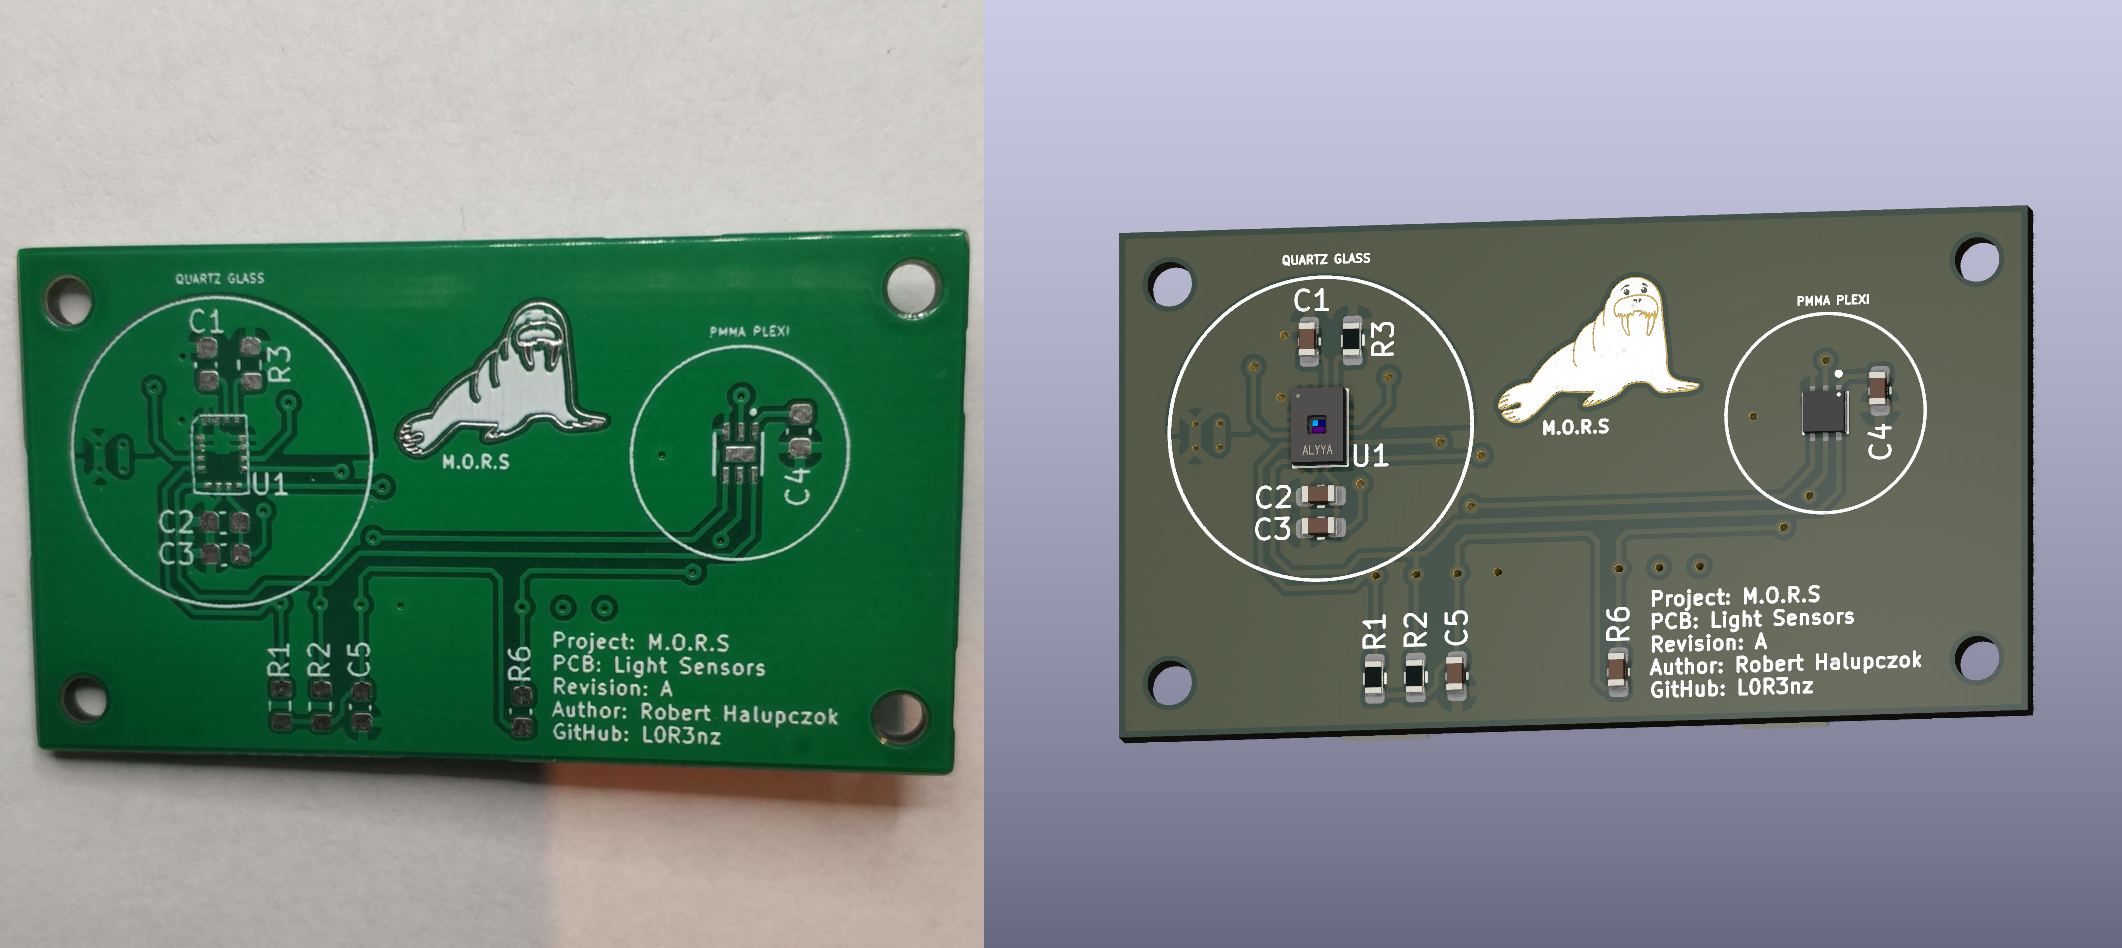 QUARTZ GLASS
C1
R3
PMMA PLEXI
M.O.R.S
U1
C4
C2
C3
R1
R2
C5
R6
Project: M.O.R.S
PCB: Light Sensors
Revision: A
Author: Robert Halupczok
GitHub: L0R3nz
QUARTZ GLASS
C1
R3
PMMA PLEXI
M.O.R.S
ALYYA
U1
C4
C2
C3
R1
R2
C5
R6
Project: M.O.R.S
PCB: Light Sensors
Revision: A
Author: Robert Halupczok
GitHub: L0R3nz